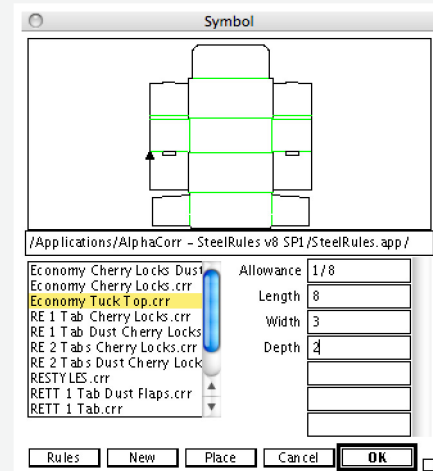 Symbol
/Applications/AlphaCorr – SteelRules v8 SP1/SteelRules.app/
Economy Cherry Locks Dust
Economy Cherry Locks.crr
Economy Tuck Top.crr
RE 1 Tab Cherry Locks.crr
RE 1 Tab Dust Cherry Locks
RE 2 Tabs Cherry Locks.crr
RE 2 Tabs Dust Cherry Lock
RESTYLES.crr
RETT 1 Tab Dust Flaps.crr
RETT 1 Tab.crr
Allowance 1/8
Length 8
Width 3
Depth 2
Rules New Place Cancel OK